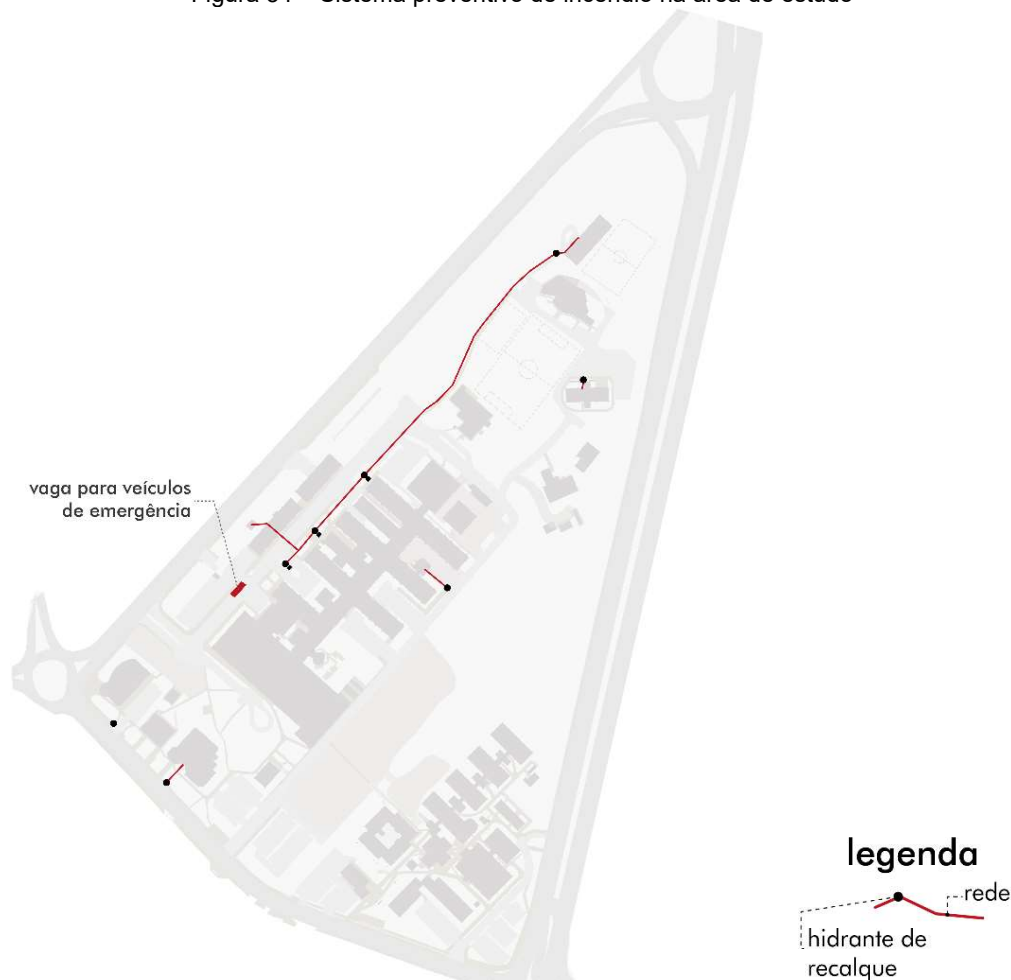 vaga para veículos
de emergência
legenda
rede
hidrante de
recalque